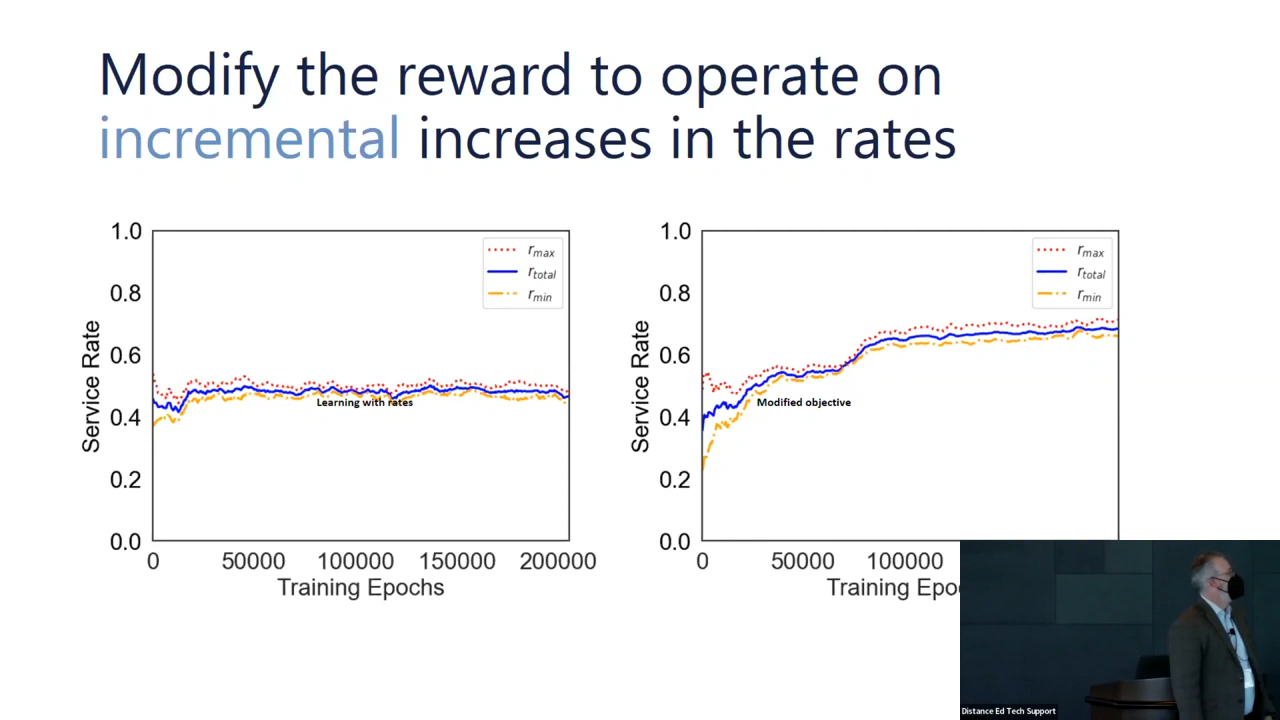 Modify the reward to operate on
incremental increases in the rates
1.0
0.8
0.6
0.4
0.2
0.0
Service Rate
r_max
r_total
r_min
Learning with rates
0 50000 100000 150000 200000
Training Epochs
1.0
0.8
0.6
0.4
0.2
0.0
Service Rate
r_max
r_total
r_min
Modified objective
0 50000 100000
Training Epo
Distance Ed Tech Support